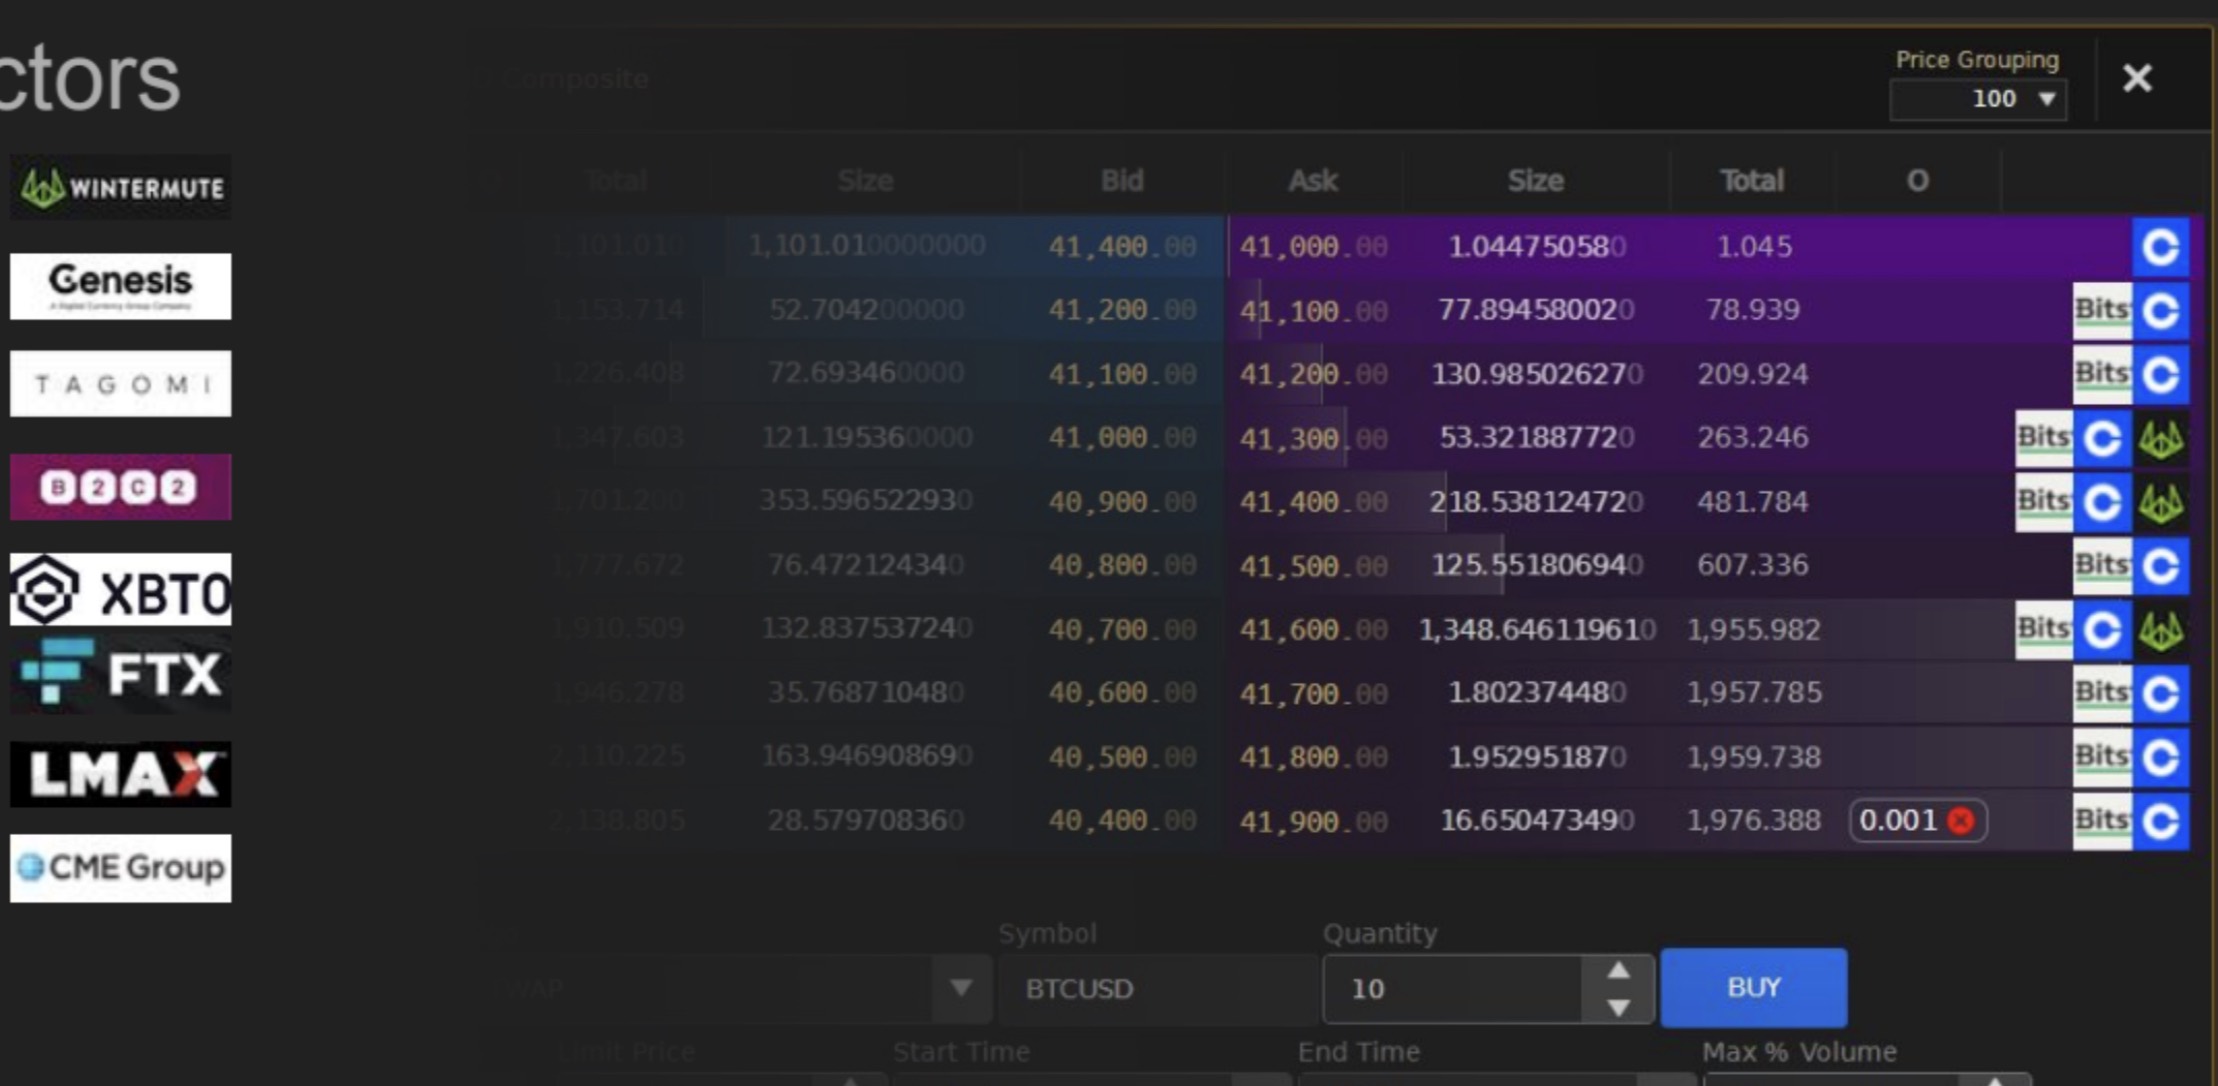 ctors
Composite
Price Grouping
100
WINTERMUTE
Genesis
TAGOMI
B2C2
XBTO
FTX
LMAX
CME Group
Total Size Bid Ask Size Total O
1,101.010 1,101.010000000 41,400.00 41,000.00 1.044750580 1.045
1,153.714 52.704200000 41,200.00 41,100.00 77.894580020 78.939 Bits
1,226.408 72.693460000 41,100.00 41,200.00 130.985026270 209.924 Bits
1,347.603 121.195360000 41,000.00 41,300.00 53.321887720 263.246 Bits
353.596522930 40,900.00 41,400.00 218.538124720 481.784 Bits
1,777.672 76.472124340 40,800.00 41,500.00 125.551806940 607.336 Bits
1,910.509 132.837537240 40,700.00 41,600.00 1,348.646119610 1,955.982 Bits
1,946.278 35.768710480 40,600.00 41,700.00 1.802374480 1,957.785 Bits
2,110.225 163.946908690 40,500.00 41,800.00 1.952951870 1,959.738 Bits
2,138.805 28.579708360 40,400.00 41,900.00 16.650473490 1,976.388 0.001 Bits
Symbol Quantity
WAP BTCUSD 10 BUY
Limit Price Start Time End Time Max % Volume